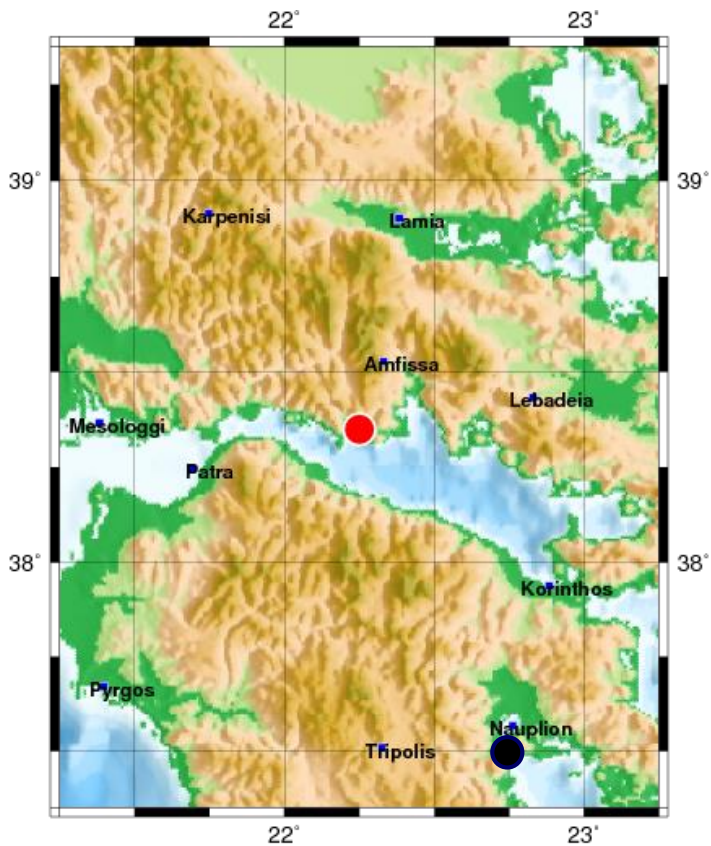 22°
23°
39°
39°
Karpenisi
Lamia
Amfissa
Lebadeia
Mesologgi
Patra
38°
38°
Korinthos
Pyrgos
Nauplion
Tripolis
22°
23°